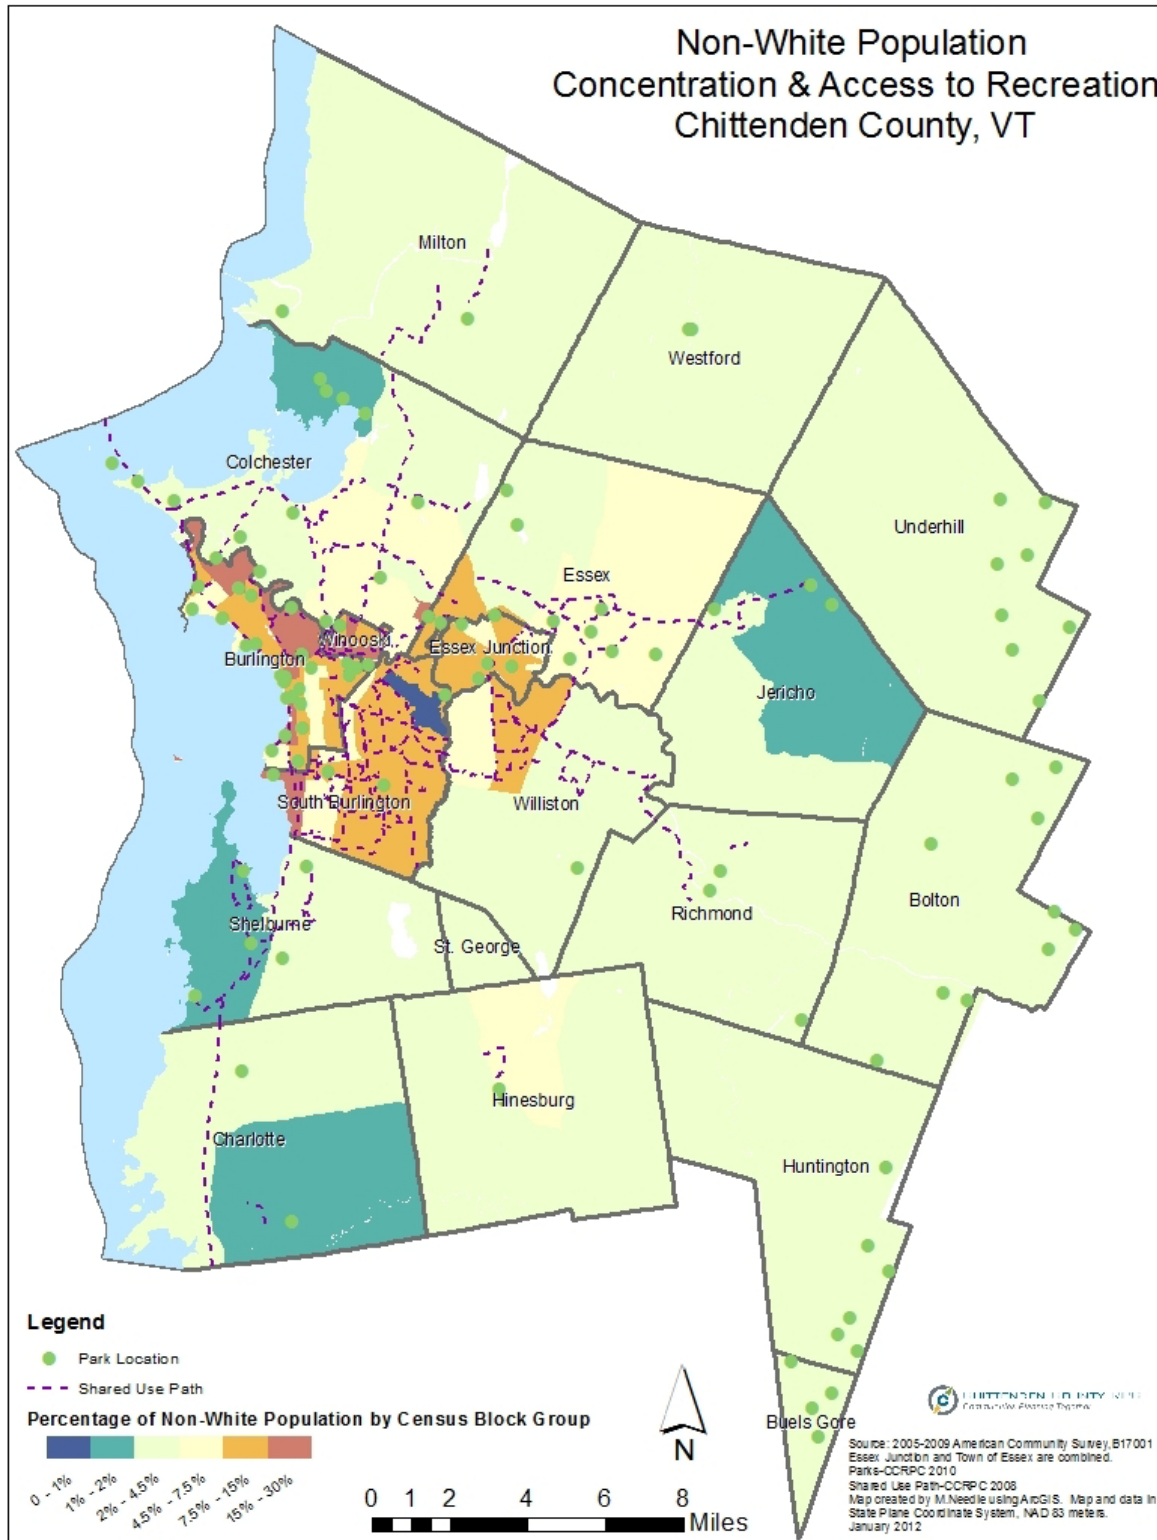 Non-White Population
Concentration & Access to Recreation
Chittenden County, VT
Milton
Westford
Colchester
Underhill
Essex
Winooski
Essex Junction
Burlington
Jericho
South Burlington
Williston
Bolton
Richmond
Shelburne
St. George
Hinesburg
Charlotte
Huntington
Buels Gore
Legend
Park Location
Shared Use Path
Percentage of Non-White Population by Census Block Group
0 - 1%
1% - 2%
2% - 4.5%
4.5% - 7.5%
7.5% - 15%
15% - 30%
N
0 1 2 4 6 8
Miles
C
CHITTENDEN COUNTY
Communities Planning Together
Source: 2005-2009 American Community Survey, B17001
Essex Junction and Town of Essex are combined.
Parks-CCRPC 2010
Shared Use Path-CCRPC 2008
Map created by M.Needle using ArcGIS. Map and data in
State Plane Coordinate System, NAD 83 meters.
January 2012